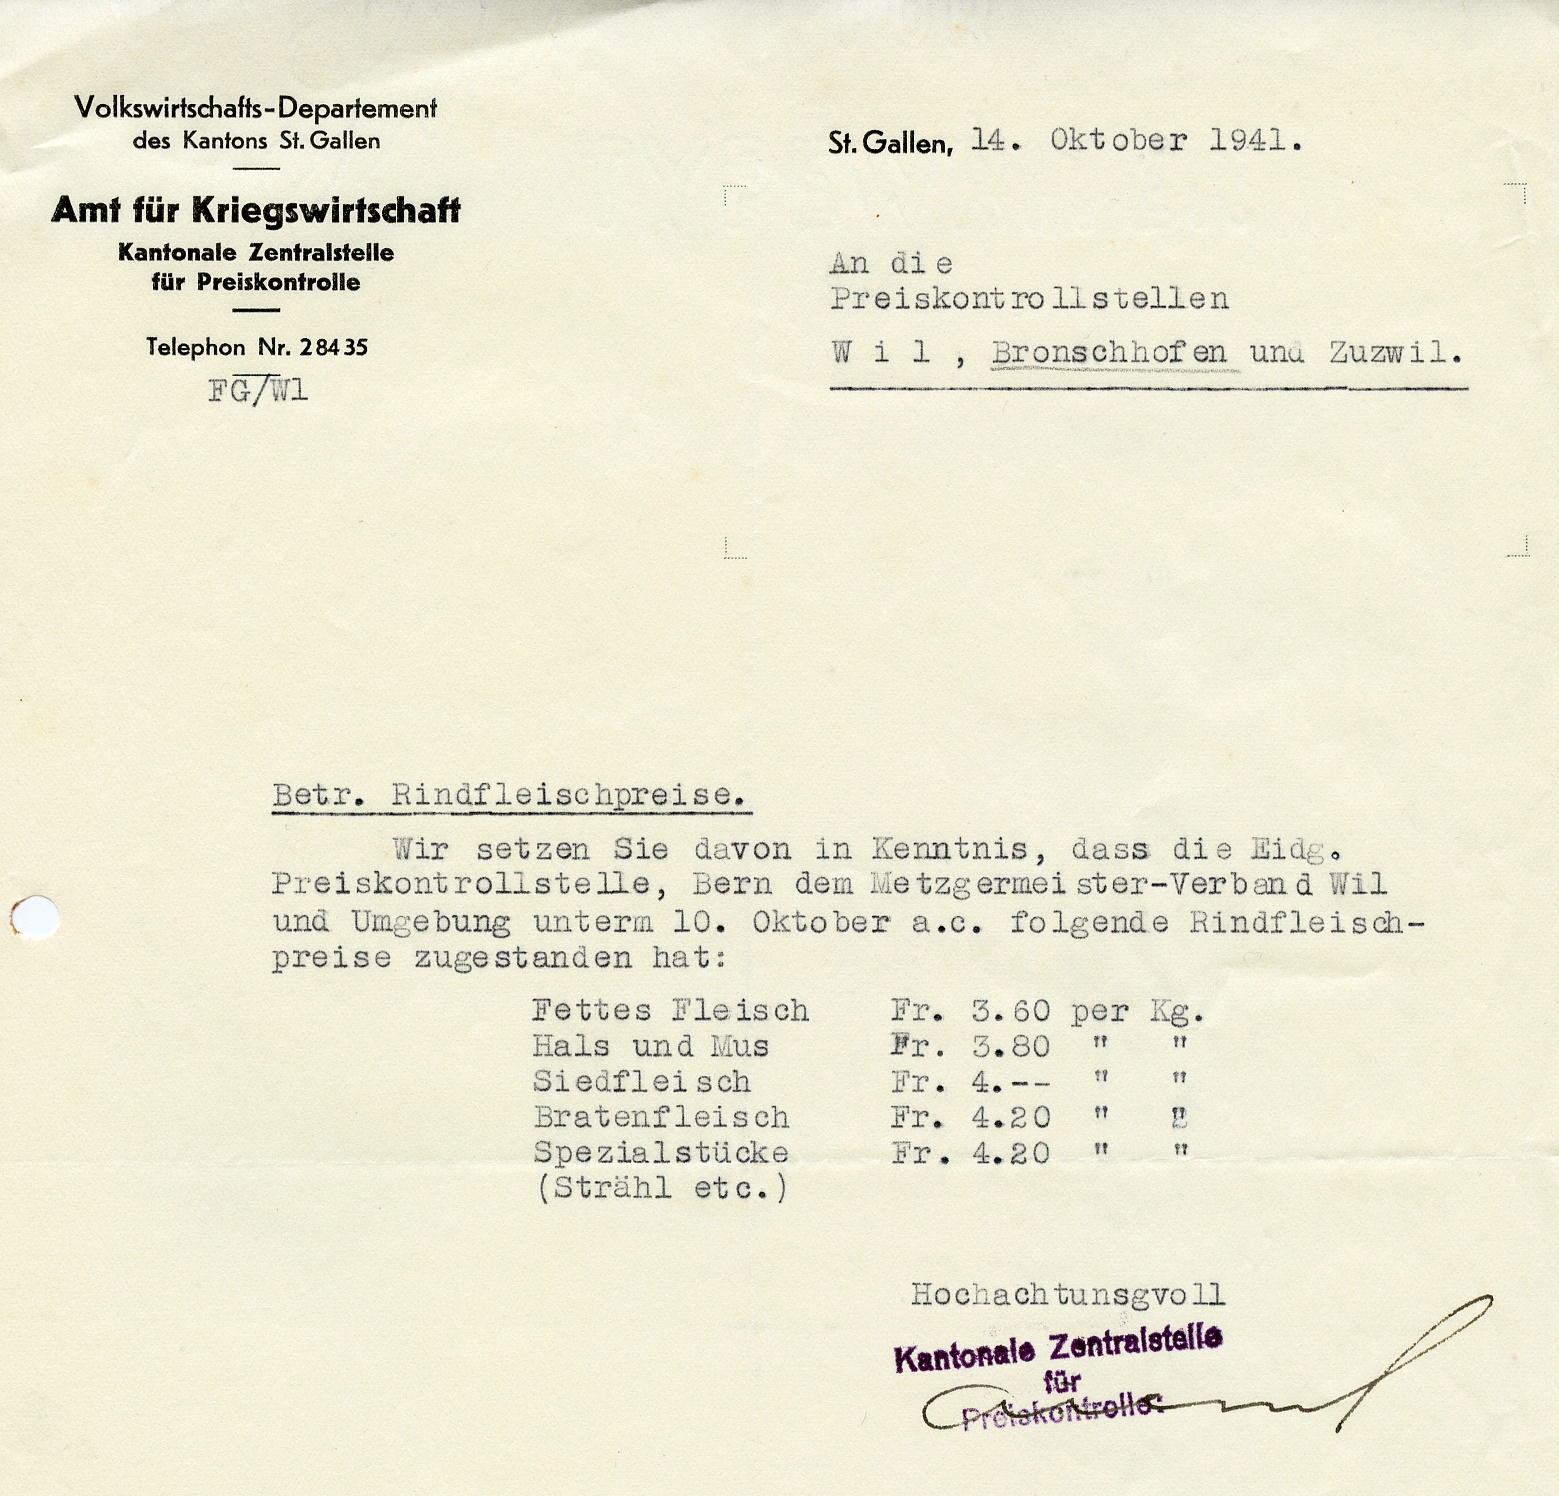 Volkswirtschafts-Departement
des Kantons St. Gallen
Amt für Kriegswirtschaft
Kantonale Zentralstelle
für Preiskontrolle
Telephon Nr. 28435
FG/Wl
St. Gallen, 14. Oktober 1941.
An die
Preiskontrollstellen
W i l , Bronschhofen und Zuzwil.
Betr. Rindfleischpreise.
Wir setzen Sie davon in Kenntnis, dass die Eidg.
Preiskontrollstelle, Bern dem Metzgermeister-Verband Wil
und Umgebung unterm 10. Oktober a.c. folgende Rindfleisch-
preise zugestanden hat:
Fettes Fleisch Fr. 3.60 per Kg.
Hals und Mus Fr. 3.80 " "
Siedfleisch Fr. 4.-- " "
Bratenfleisch Fr. 4.20 " "
Spezialstücke Fr. 4.20 " "
(Strähl etc.)
Hochachtunsgvoll
Kantonale Zentralstelle
für
Preiskontrolle: